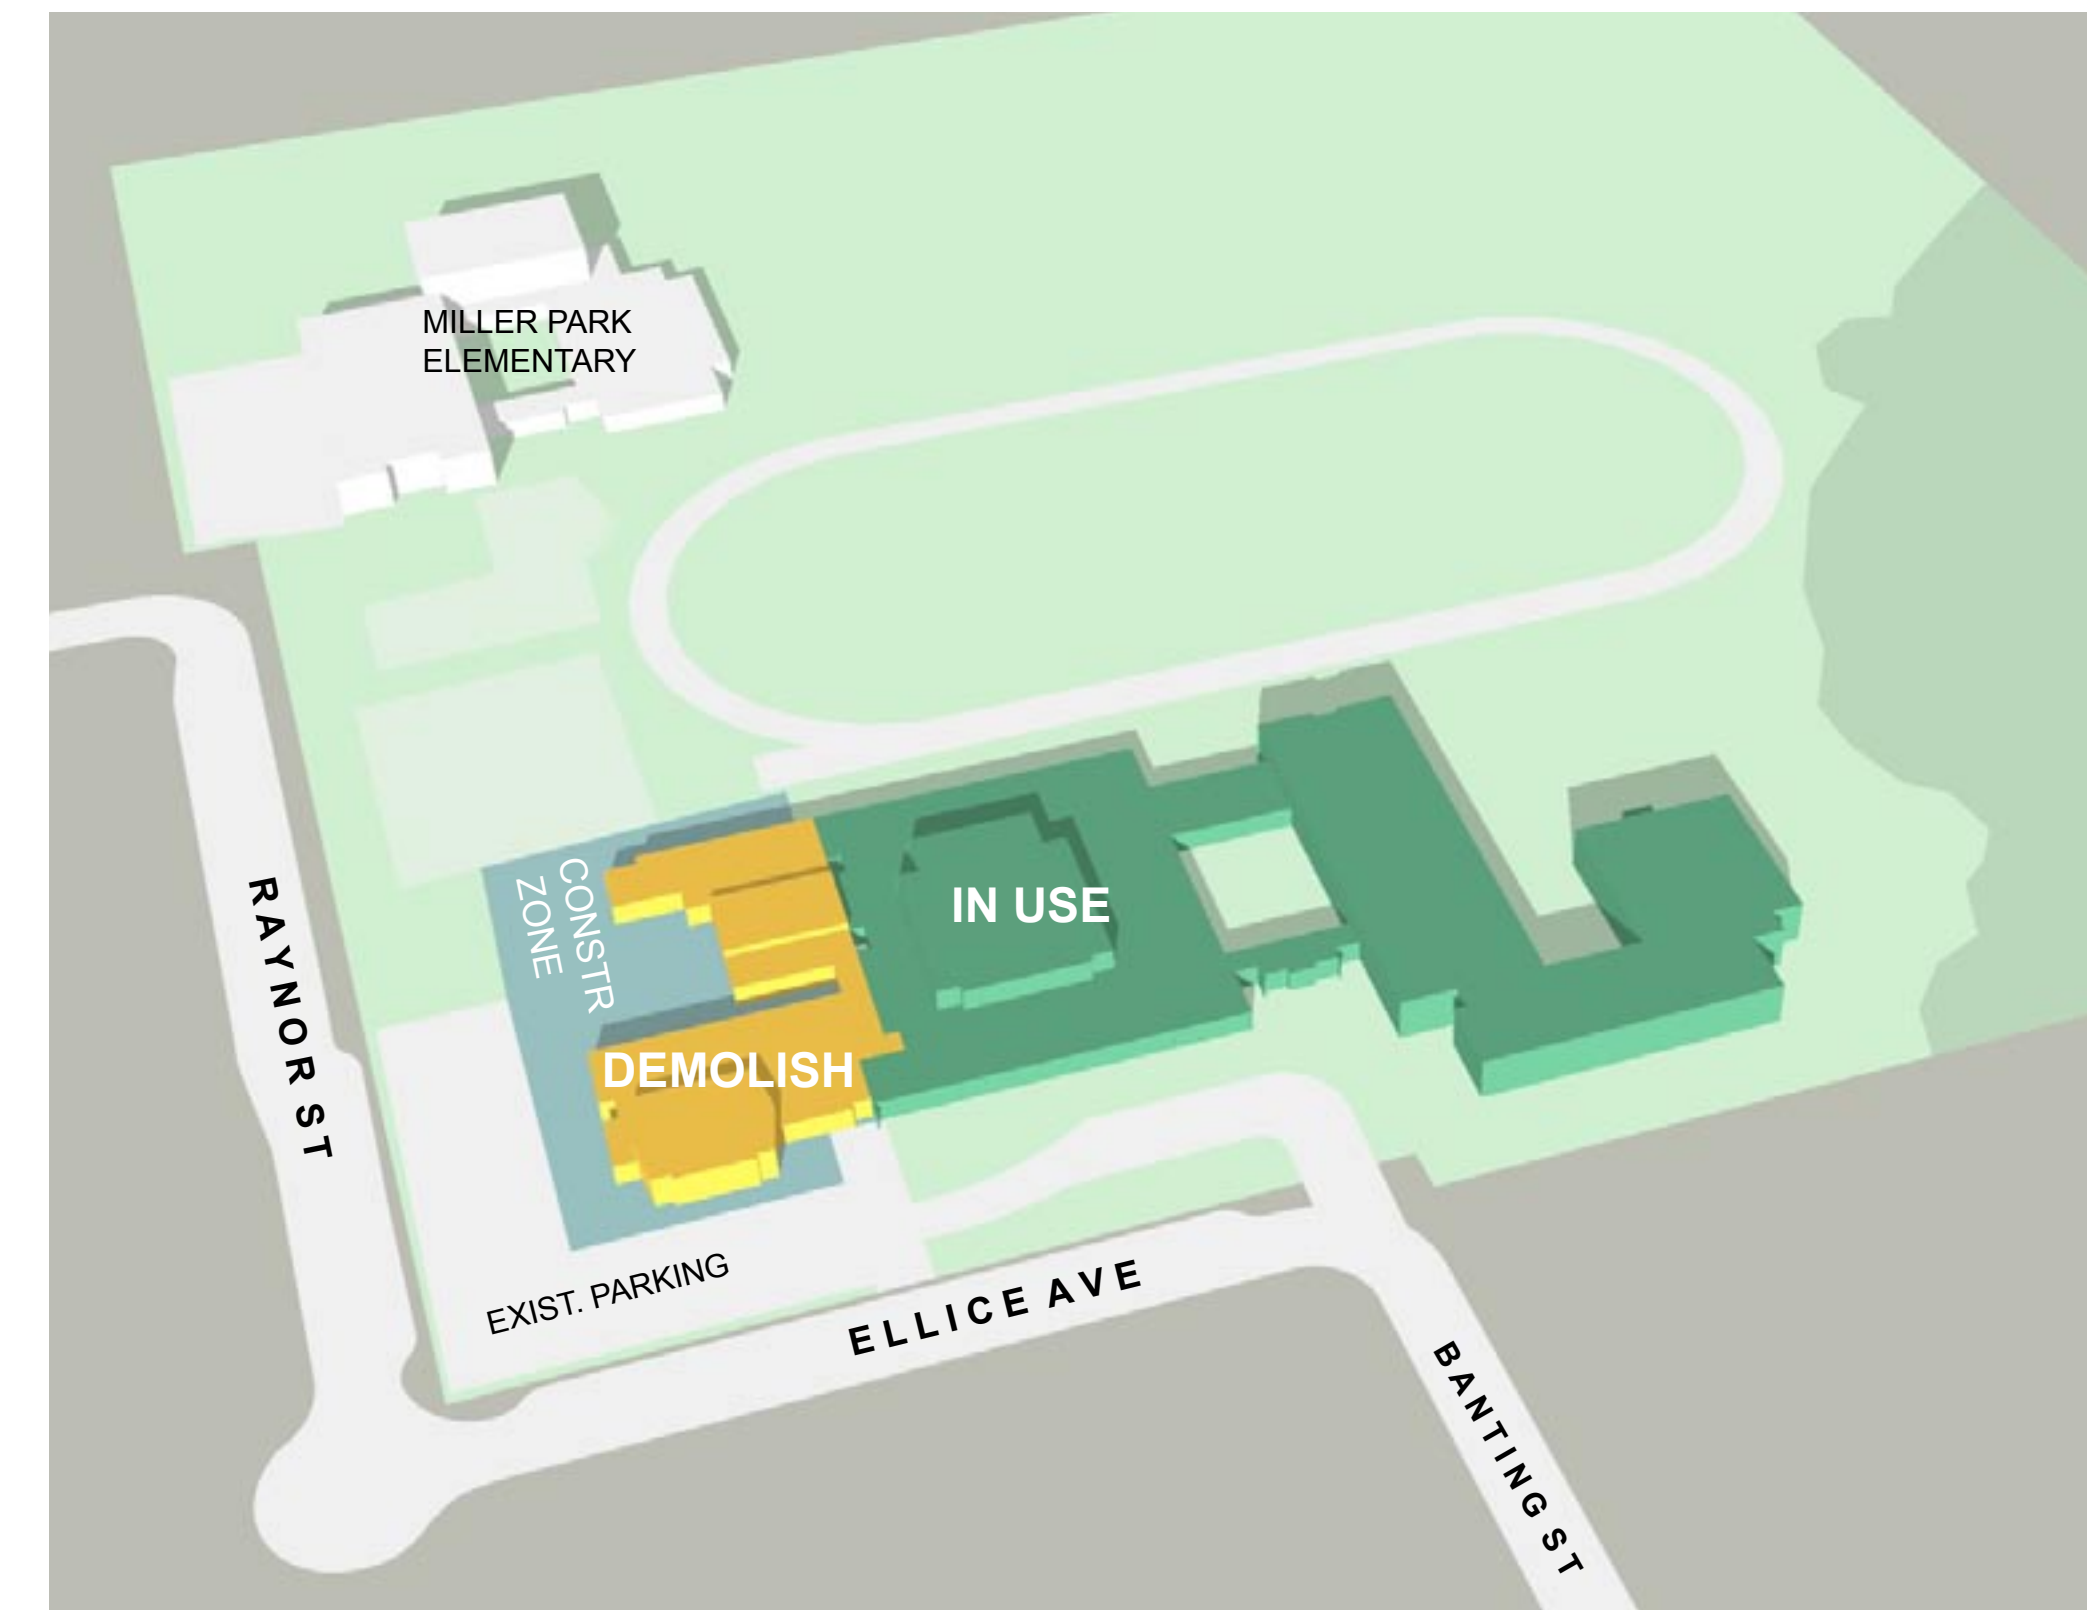 MILLER PARK
ELEMENTARY
CONSTR
ZONE
IN USE
RAYNOR ST
DEMOLISH
EXIST. PARKING
ELLICE AVE
BANTING ST